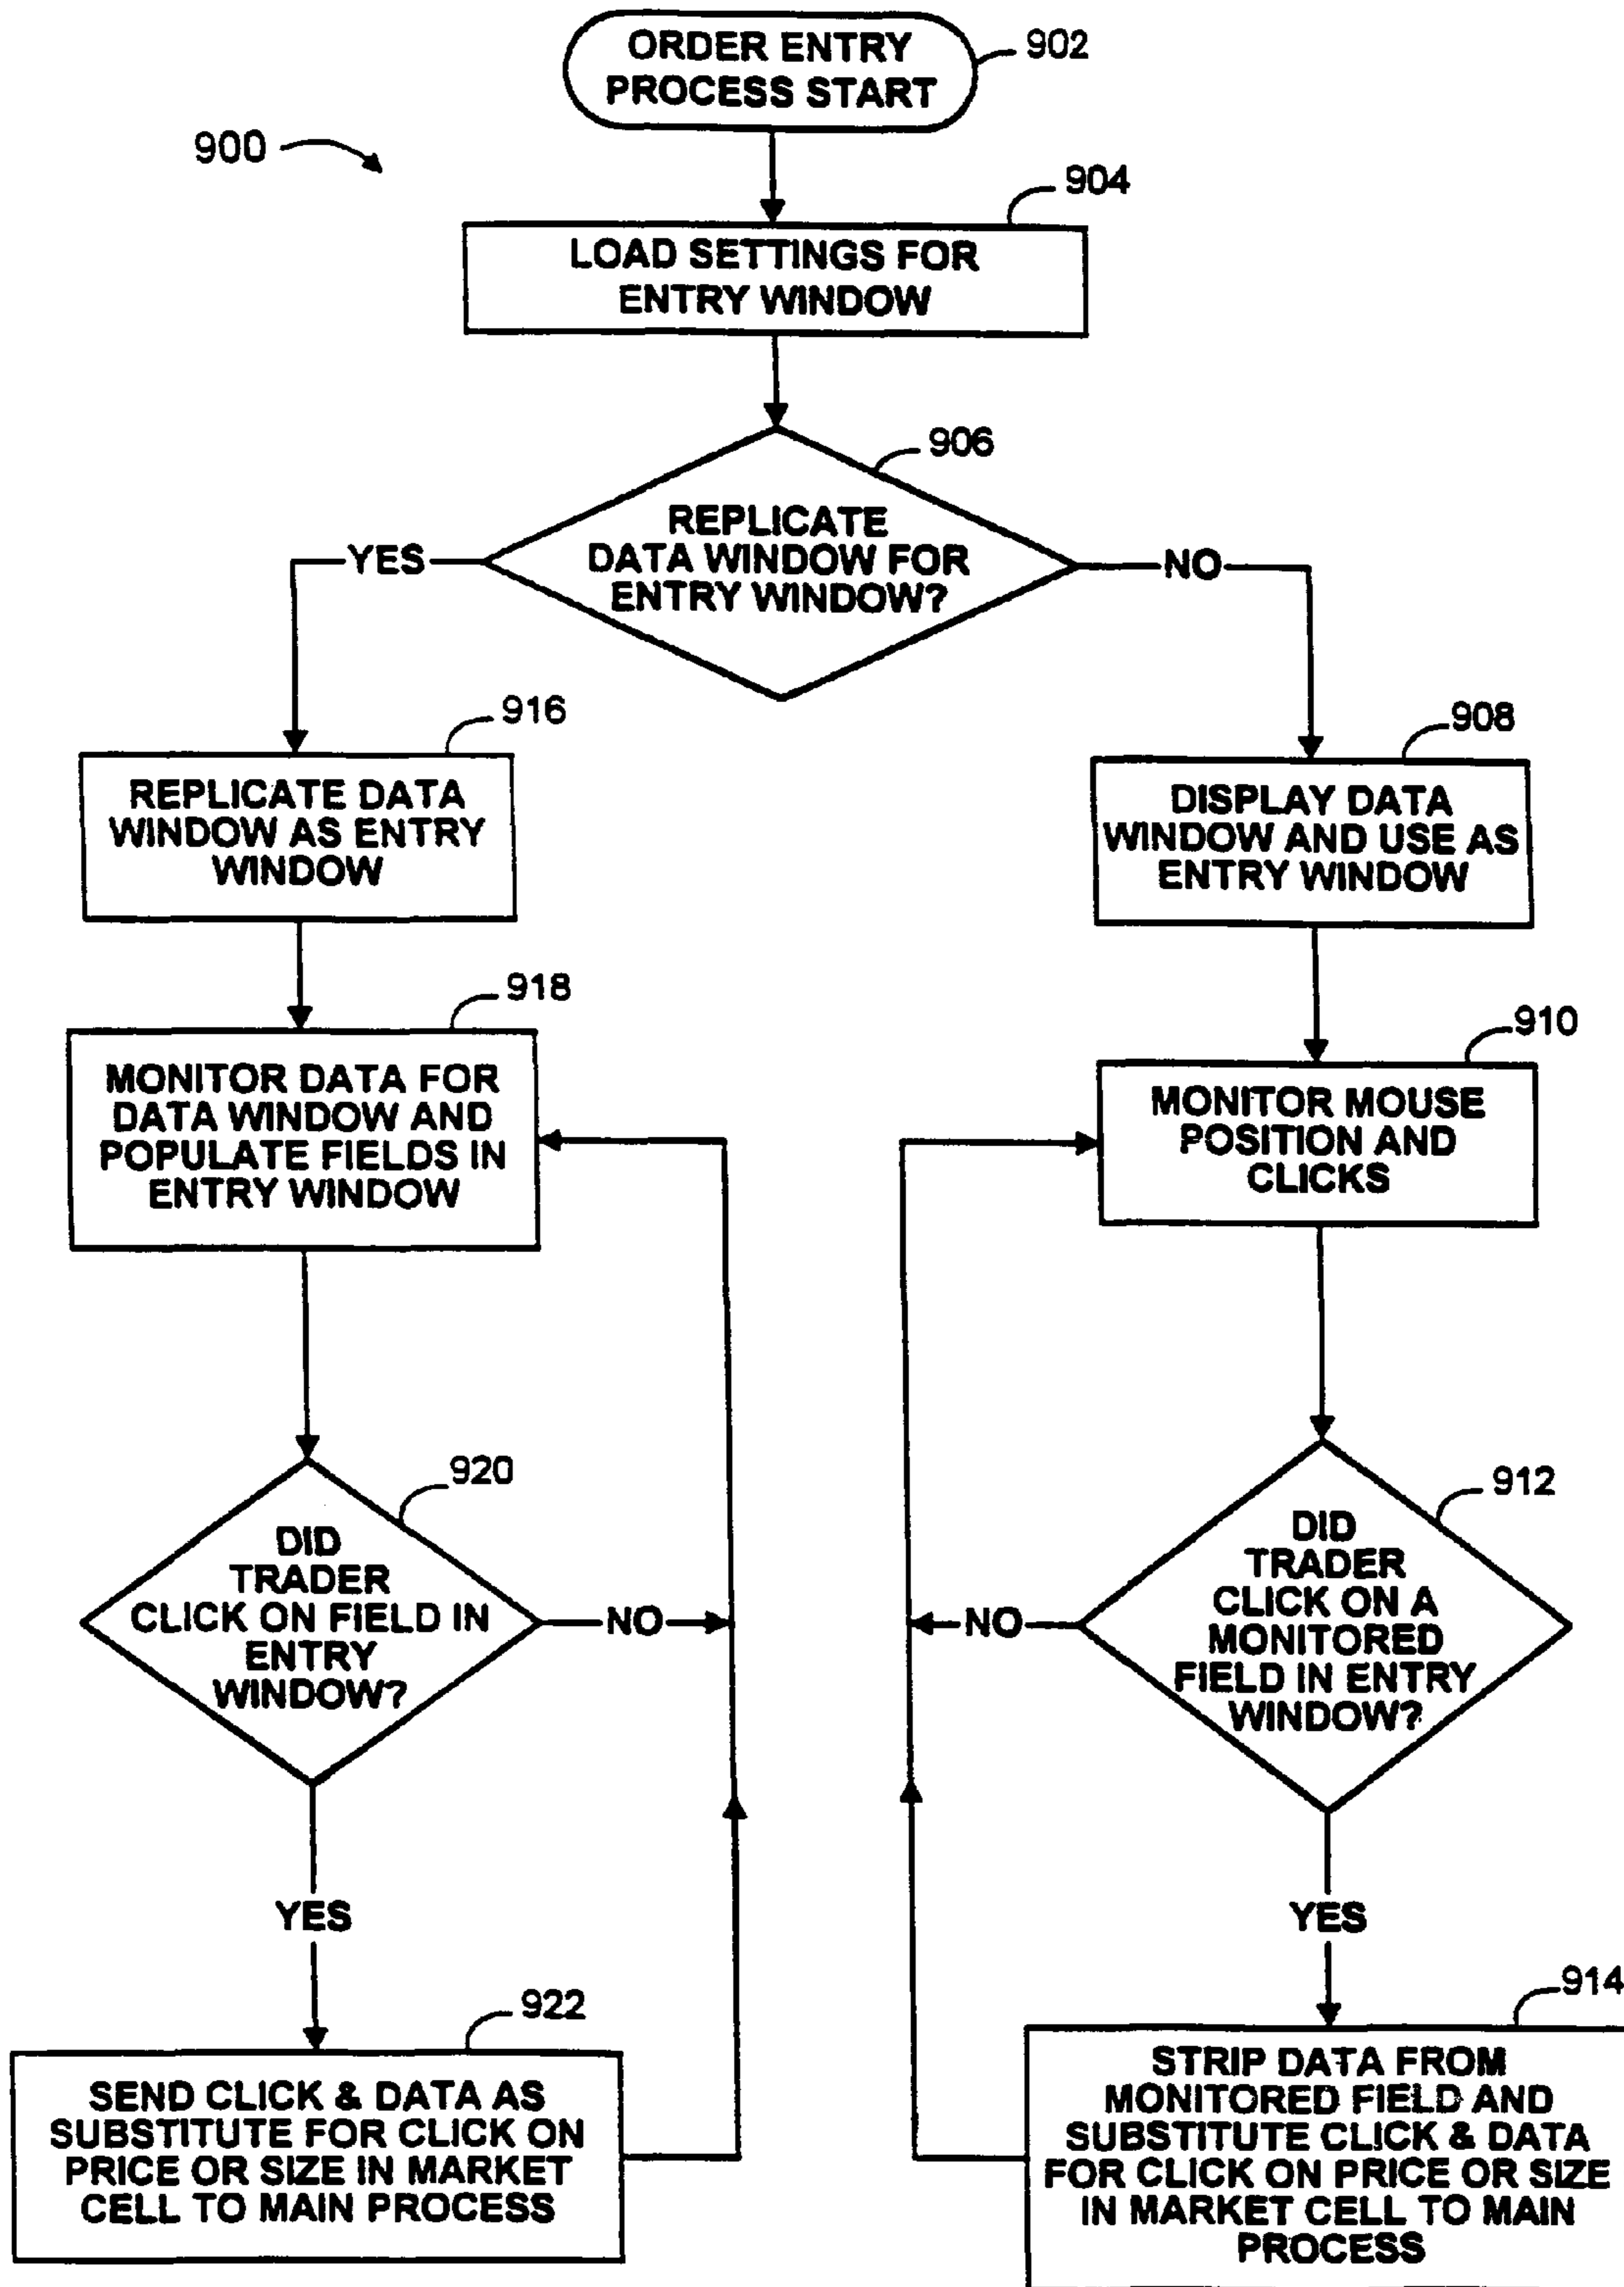 ORDER ENTRY
PROCESS START
902
900
904
LOAD SETTINGS FOR
ENTRY WINDOW
906
REPLICATE
DATA WINDOW FOR
ENTRY WINDOW?
YES
NO
916
REPLICATE DATA
WINDOW AS ENTRY
WINDOW
908
DISPLAY DATA
WINDOW AND USE AS
ENTRY WINDOW
918
MONITOR DATA FOR
DATA WINDOW AND
POPULATE FIELDS IN
ENTRY WINDOW
910
MONITOR MOUSE
POSITION AND
CLICKS
920
DID
TRADER
CLICK ON FIELD IN
ENTRY
WINDOW?
NO
912
DID
TRADER
CLICK ON A
MONITORED
FIELD IN ENTRY
WINDOW?
NO
YES
YES
922
SEND CLICK & DATA AS
SUBSTITUTE FOR CLICK ON
PRICE OR SIZE IN MARKET
CELL TO MAIN PROCESS
914
STRIP DATA FROM
MONITORED FIELD AND
SUBSTITUTE CLICK & DATA
FOR CLICK ON PRICE OR SIZE
IN MARKET CELL TO MAIN
PROCESS